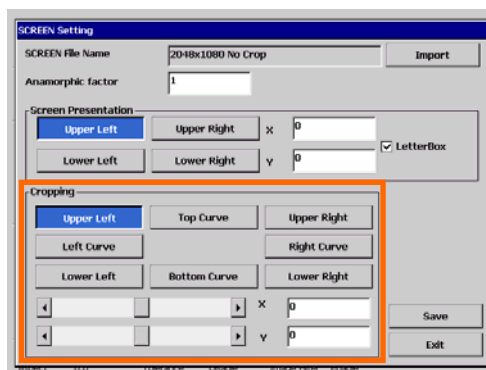 SCREEN Setting
SCREEN File Name 2048x1080 No Crop Import
Anamorphic factor 1
Screen Presentation
Upper Left Upper Right X 0
LetterBox
Lower Left Lower Right Y 0
Cropping
Upper Left Top Curve Upper Right
Left Curve Right Curve
Lower Left Bottom Curve Lower Right
X 0
Save
Y 0
Exit